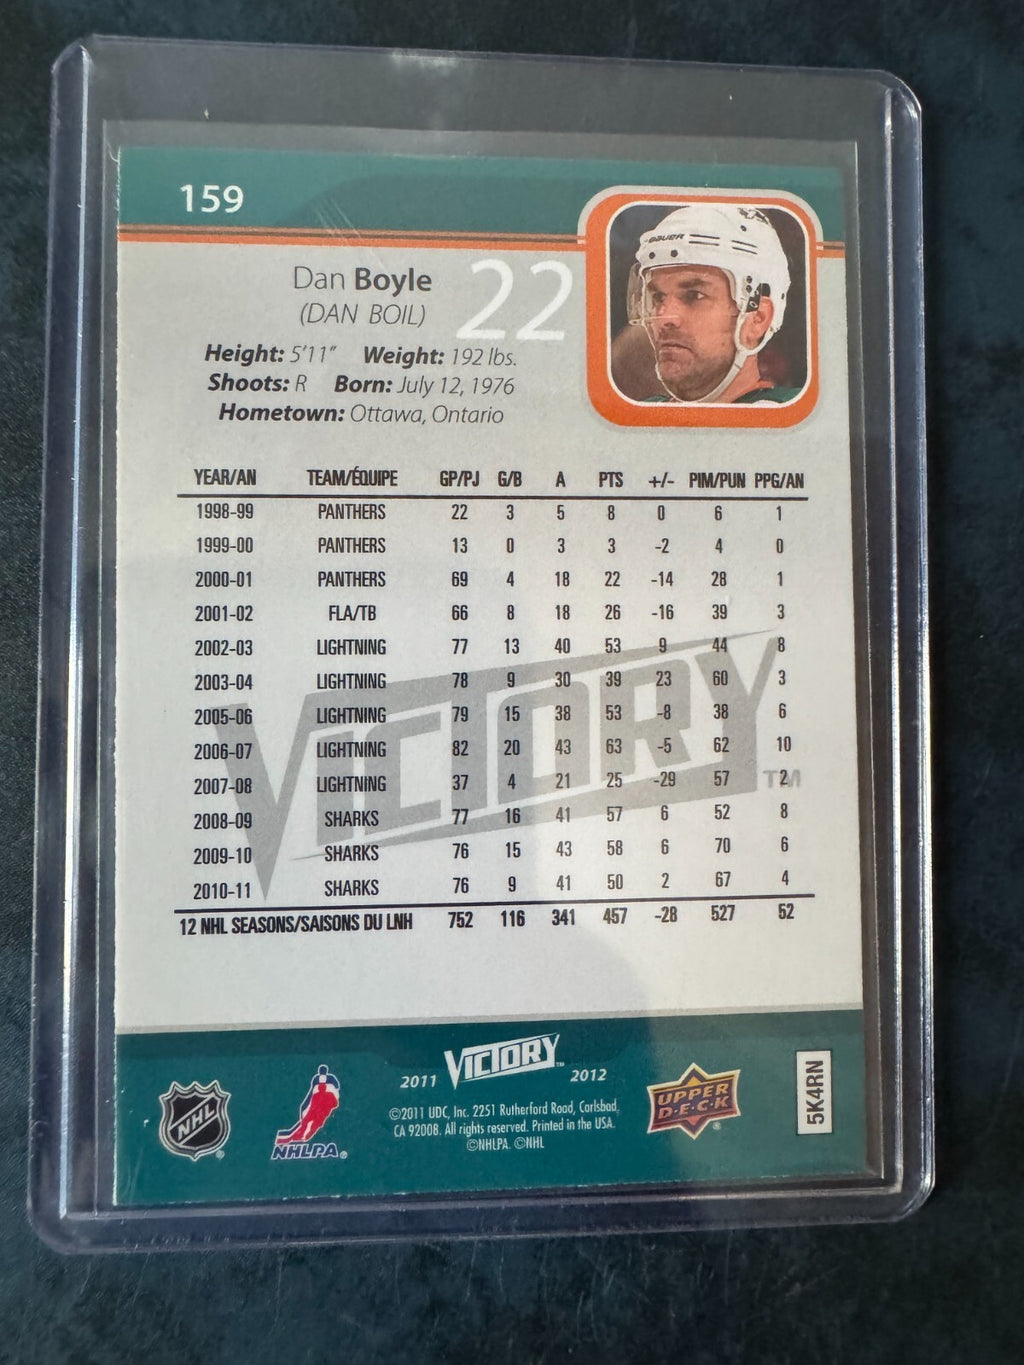 159
BAUER
Dan Boyle 22
(DAN BOIL)
Height: 5'11" Weight: 192 lbs.
Shoots: R Born: July 12, 1976
Hometown: Ottawa, Ontario
YEAR/AN TEAM/ÉQUIPE GP/PJ G/B A PTS +/- PIM/PUN PPG/AN
1998-99 PANTHERS 22 3 5 8 0 6 1
1999-00 PANTHERS 13 0 3 3 -2 4 0
2000-01 PANTHERS 69 4 18 22 -14 28 1
2001-02 FLA/TB 66 8 18 26 -16 39 3
2002-03 LIGHTNING 77 13 40 53 9 44 8
2003-04 LIGHTNING 78 9 30 39 23 60 3
2005-06 LIGHTNING 79 15 38 53 -8 38 6
2006-07 LIGHTNING 82 20 43 63 -5 62 10
2007-08 LIGHTNING 37 4 21 25 -29 57 2
2008-09 SHARKS 77 16 41 57 6 52 8
2009-10 SHARKS 76 15 43 58 6 70 6
2010-11 SHARKS 76 9 41 50 2 67 4
12 NHL SEASONS/SAISONS DU LNH 752 116 341 457 -28 527 52
VICTORY TM
2011 VICTORY™ 2012
NHL ®
NHLPA®
©2011 UDC, Inc. 2251 Rutherford Road, Carlsbad,
CA 92008. All rights reserved. Printed in the USA.
©NHLPA. ©NHL
UPPER
D·E·C·K ®
5K4RN